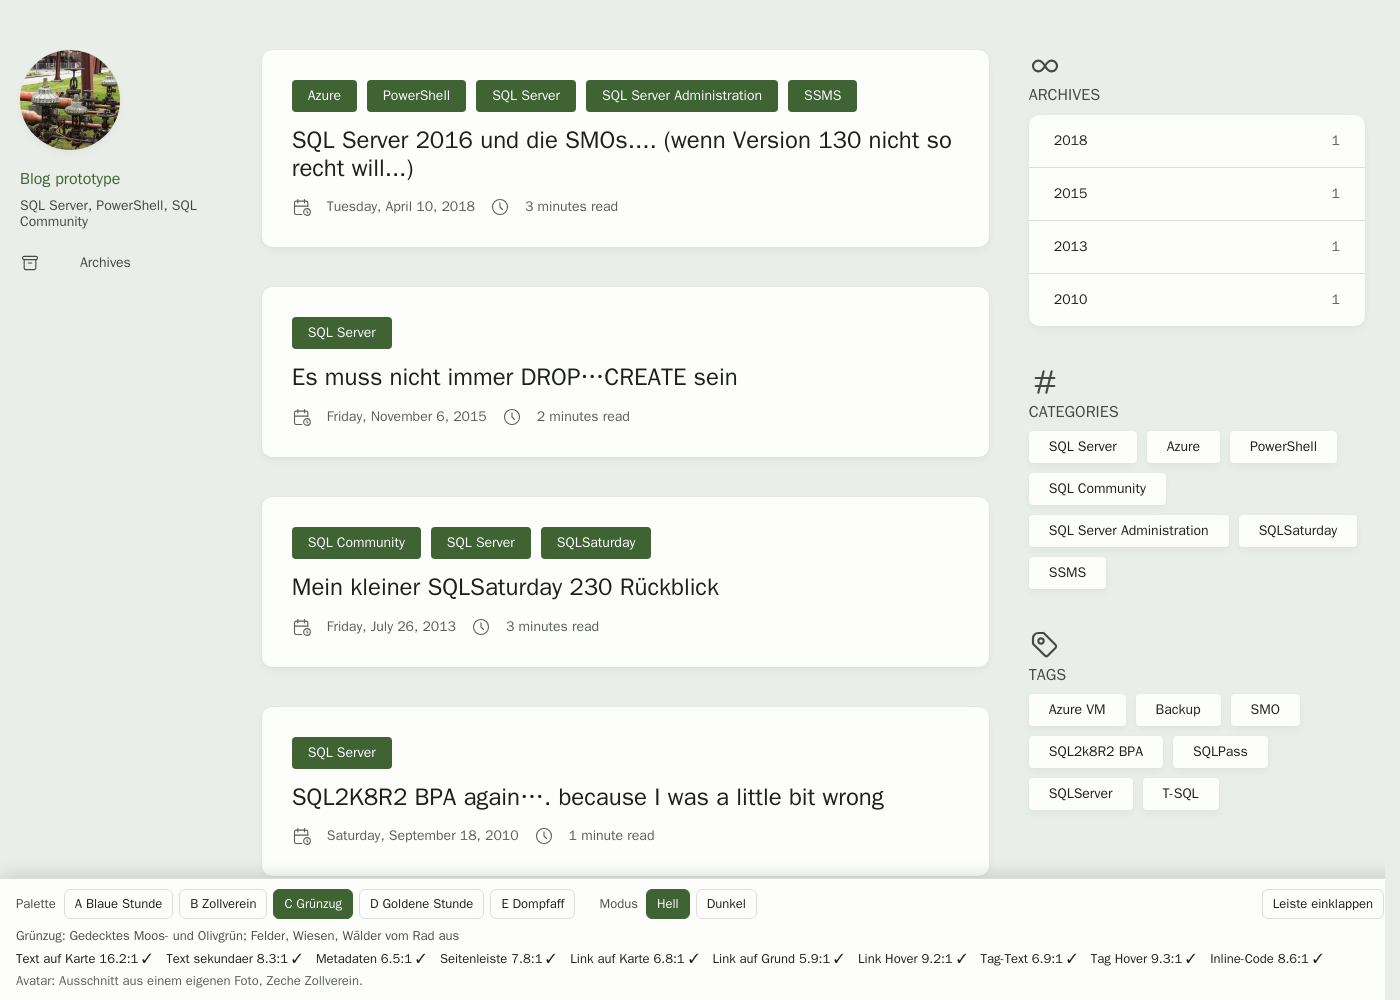 Blog prototype
SQL Server, PowerShell, SQL
Community
Archives
Azure PowerShell SQL Server SQL Server Administration SSMS
SQL Server 2016 und die SMOs.... (wenn Version 130 nicht so
recht will...)
Tuesday, April 10, 2018 3 minutes read
SQL Server
Es muss nicht immer DROP···CREATE sein
Friday, November 6, 2015 2 minutes read
SQL Community SQL Server SQLSaturday
Mein kleiner SQLSaturday 230 Rückblick
Friday, July 26, 2013 3 minutes read
SQL Server
SQL2K8R2 BPA again···. because I was a little bit wrong
Saturday, September 18, 2010 1 minute read
ARCHIVES
2018 1
2015 1
2013 1
2010 1
CATEGORIES
SQL Server Azure PowerShell
SQL Community
SQL Server Administration SQLSaturday
SSMS
TAGS
Azure VM Backup SMO
SQL2k8R2 BPA SQLPass
SQLServer T-SQL
Palette A Blaue Stunde B Zollverein C Grünzug D Goldene Stunde E Dompfaff Modus Hell Dunkel Leiste einklappen
Grünzug: Gedecktes Moos- und Olivgrün; Felder, Wiesen, Wälder vom Rad aus
Text auf Karte 16.2:1 ✓ Text sekundaer 8.3:1 ✓ Metadaten 6.5:1 ✓ Seitenleiste 7.8:1 ✓ Link auf Karte 6.8:1 ✓ Link auf Grund 5.9:1 ✓ Link Hover 9.2:1 ✓ Tag-Text 6.9:1 ✓ Tag Hover 9.3:1 ✓ Inline-Code 8.6:1 ✓
Avatar: Ausschnitt aus einem eigenen Foto, Zeche Zollverein.